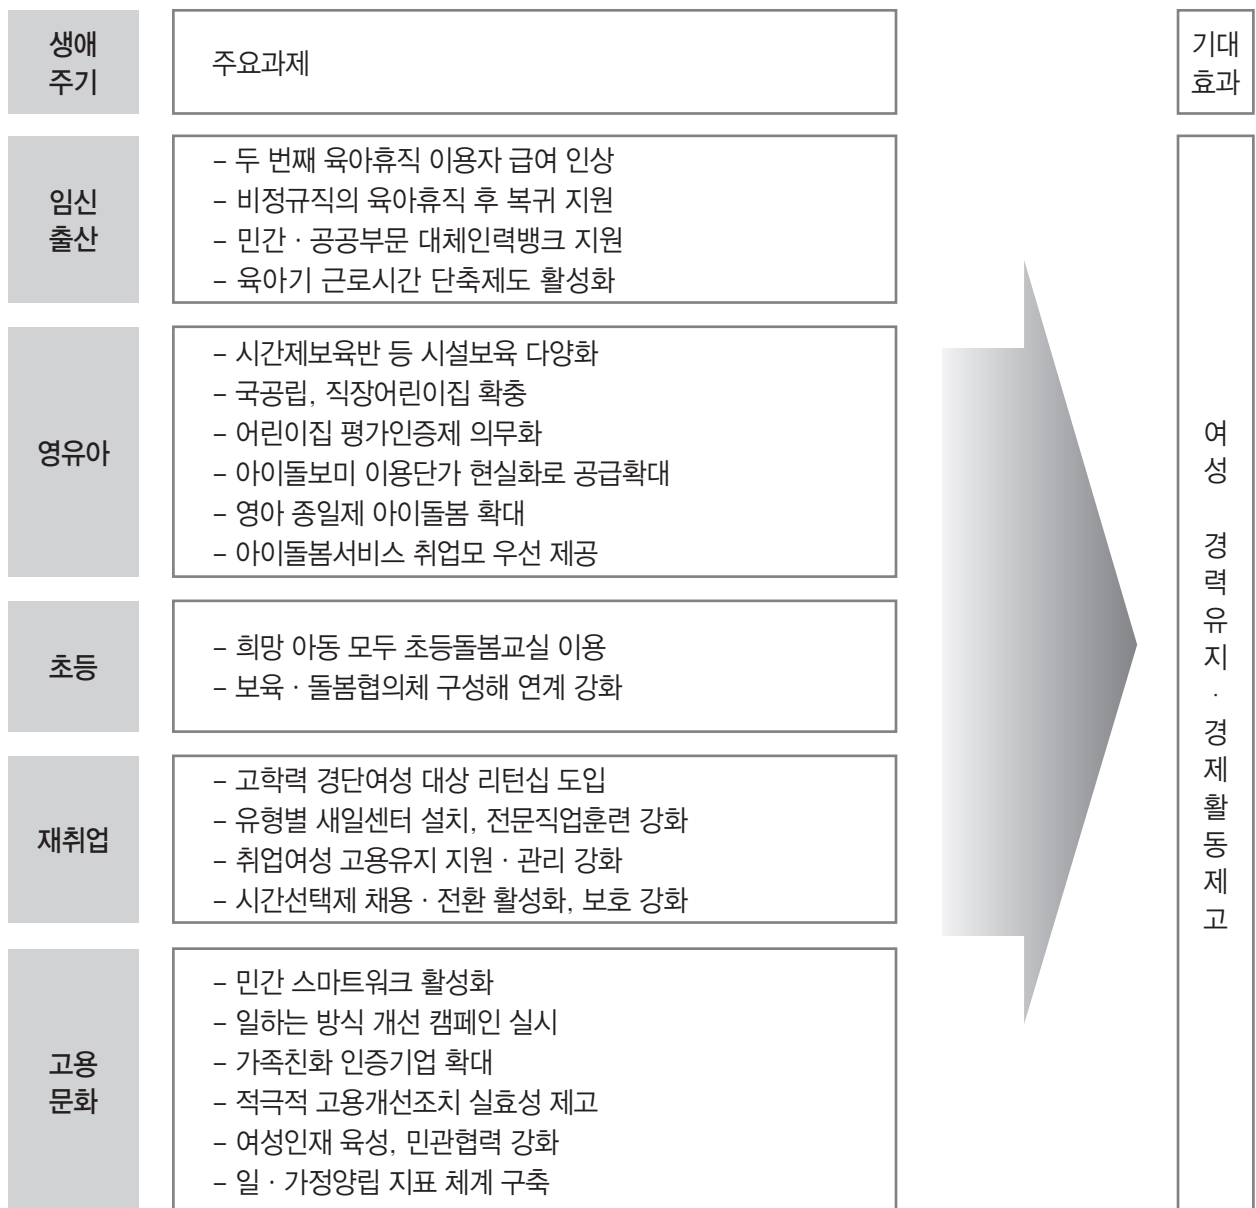 생애
주기
주요과제
기대
효과
임신
출산
– 두 번째 육아휴직 이용자 급여 인상
– 비정규직의 육아휴직 후 복귀 지원
– 민간 · 공공부문 대체인력뱅크 지원
– 육아기 근로시간 단축제도 활성화
영유아
– 시간제보육반 등 시설보육 다양화
– 국공립, 직장어린이집 확충
– 어린이집 평가인증제 의무화
– 아이돌보미 이용단가 현실화로 공급확대
– 영아 종일제 아이돌봄 확대
– 아이돌봄서비스 취업모 우선 제공
초등
– 희망 아동 모두 초등돌봄교실 이용
– 보육 · 돌봄협의체 구성해 연계 강화
재취업
– 고학력 경단여성 대상 리턴십 도입
– 유형별 새일센터 설치, 전문직업훈련 강화
– 취업여성 고용유지 지원 · 관리 강화
– 시간선택제 채용 · 전환 활성화, 보호 강화
고용
문화
– 민간 스마트워크 활성화
– 일하는 방식 개선 캠페인 실시
– 가족친화 인증기업 확대
– 적극적 고용개선조치 실효성 제고
– 여성인재 육성, 민관협력 강화
– 일 · 가정양립 지표 체계 구축
여성 경력유지 · 경제활동제고